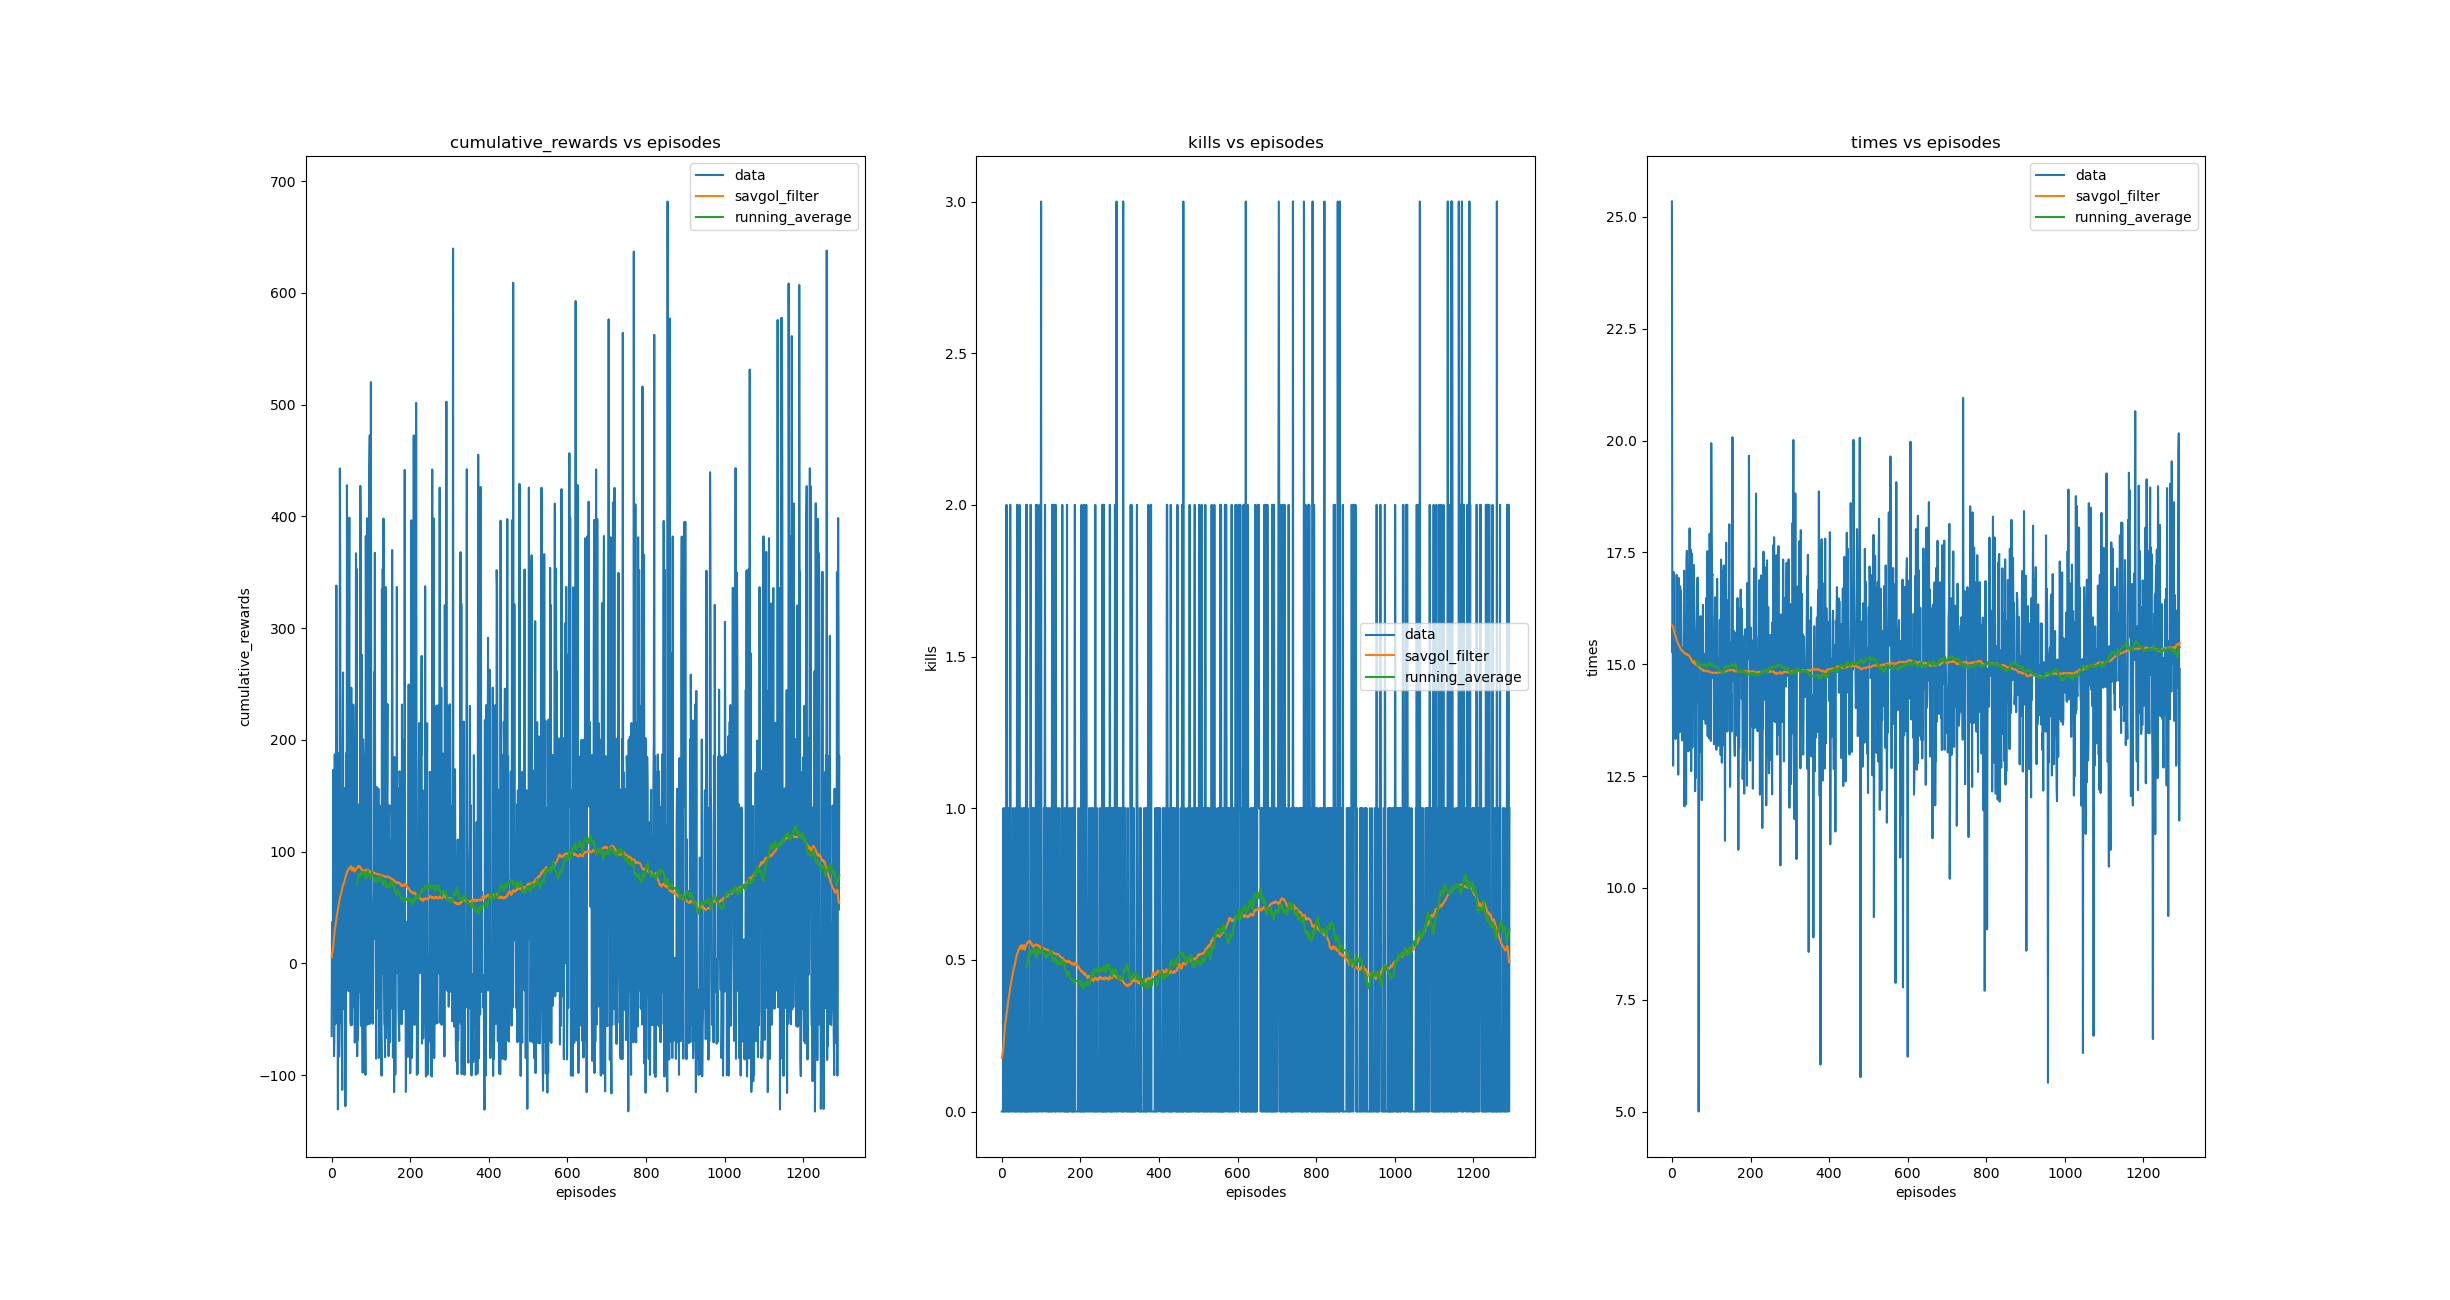 cumulative_rewards vs episodes
data
savgol_filter
running_average
700
600
500
400
300
200
100
0
−100
cumulative_rewards
0 200 400 600 800 1000 1200
episodes
kills vs episodes
3.0
2.5
2.0
1.5
1.0
0.5
0.0
kills
data
savgol_filter
running_average
0 200 400 600 800 1000 1200
episodes
times vs episodes
data
savgol_filter
running_average
25.0
22.5
20.0
17.5
15.0
12.5
10.0
7.5
5.0
times
0 200 400 600 800 1000 1200
episodes